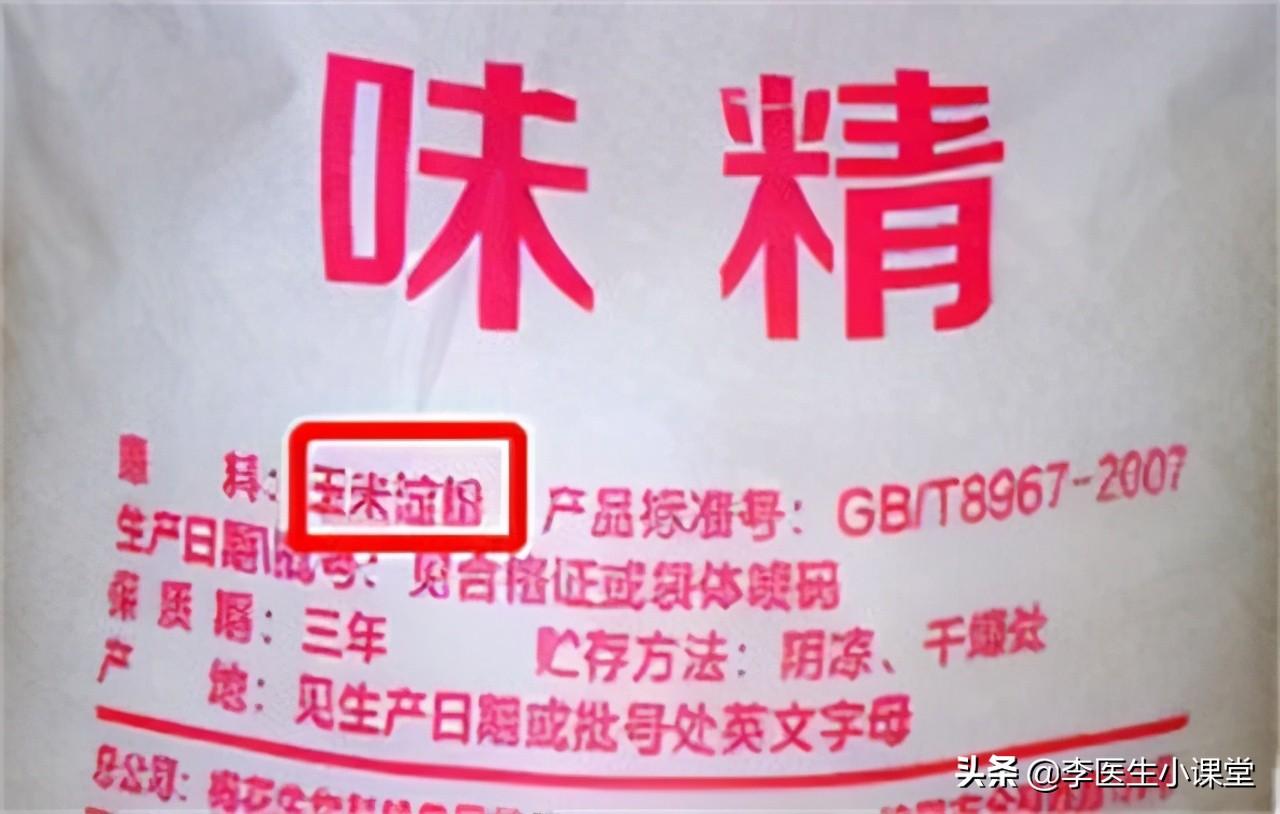 味精
原 料: 玉米淀粉 产品标准号: GB/T8967-2007
生产日期/批号: 见合格证或袋体喷码
保质期: 三年 贮存方法: 阴凉、干燥处
产 地: 见生产日期或批号处英文字母
头条 @李医生小课堂